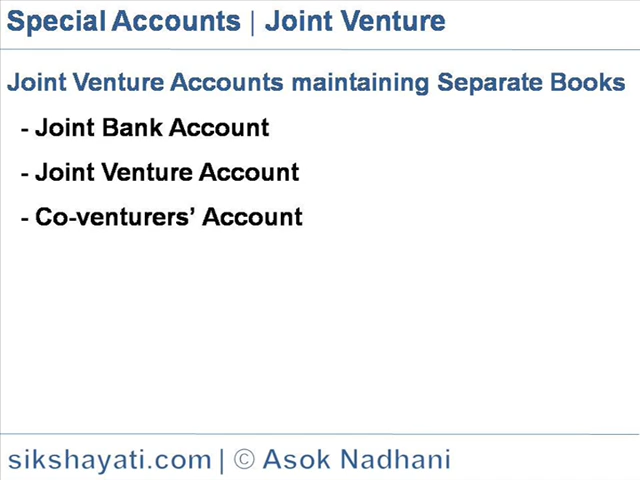 Special Accounts | Joint Venture
Joint Venture Accounts maintaining Separate Books
- Joint Bank Account
- Joint Venture Account
- Co-venturers’ Account
sikshayati.com | © Asok Nadhani